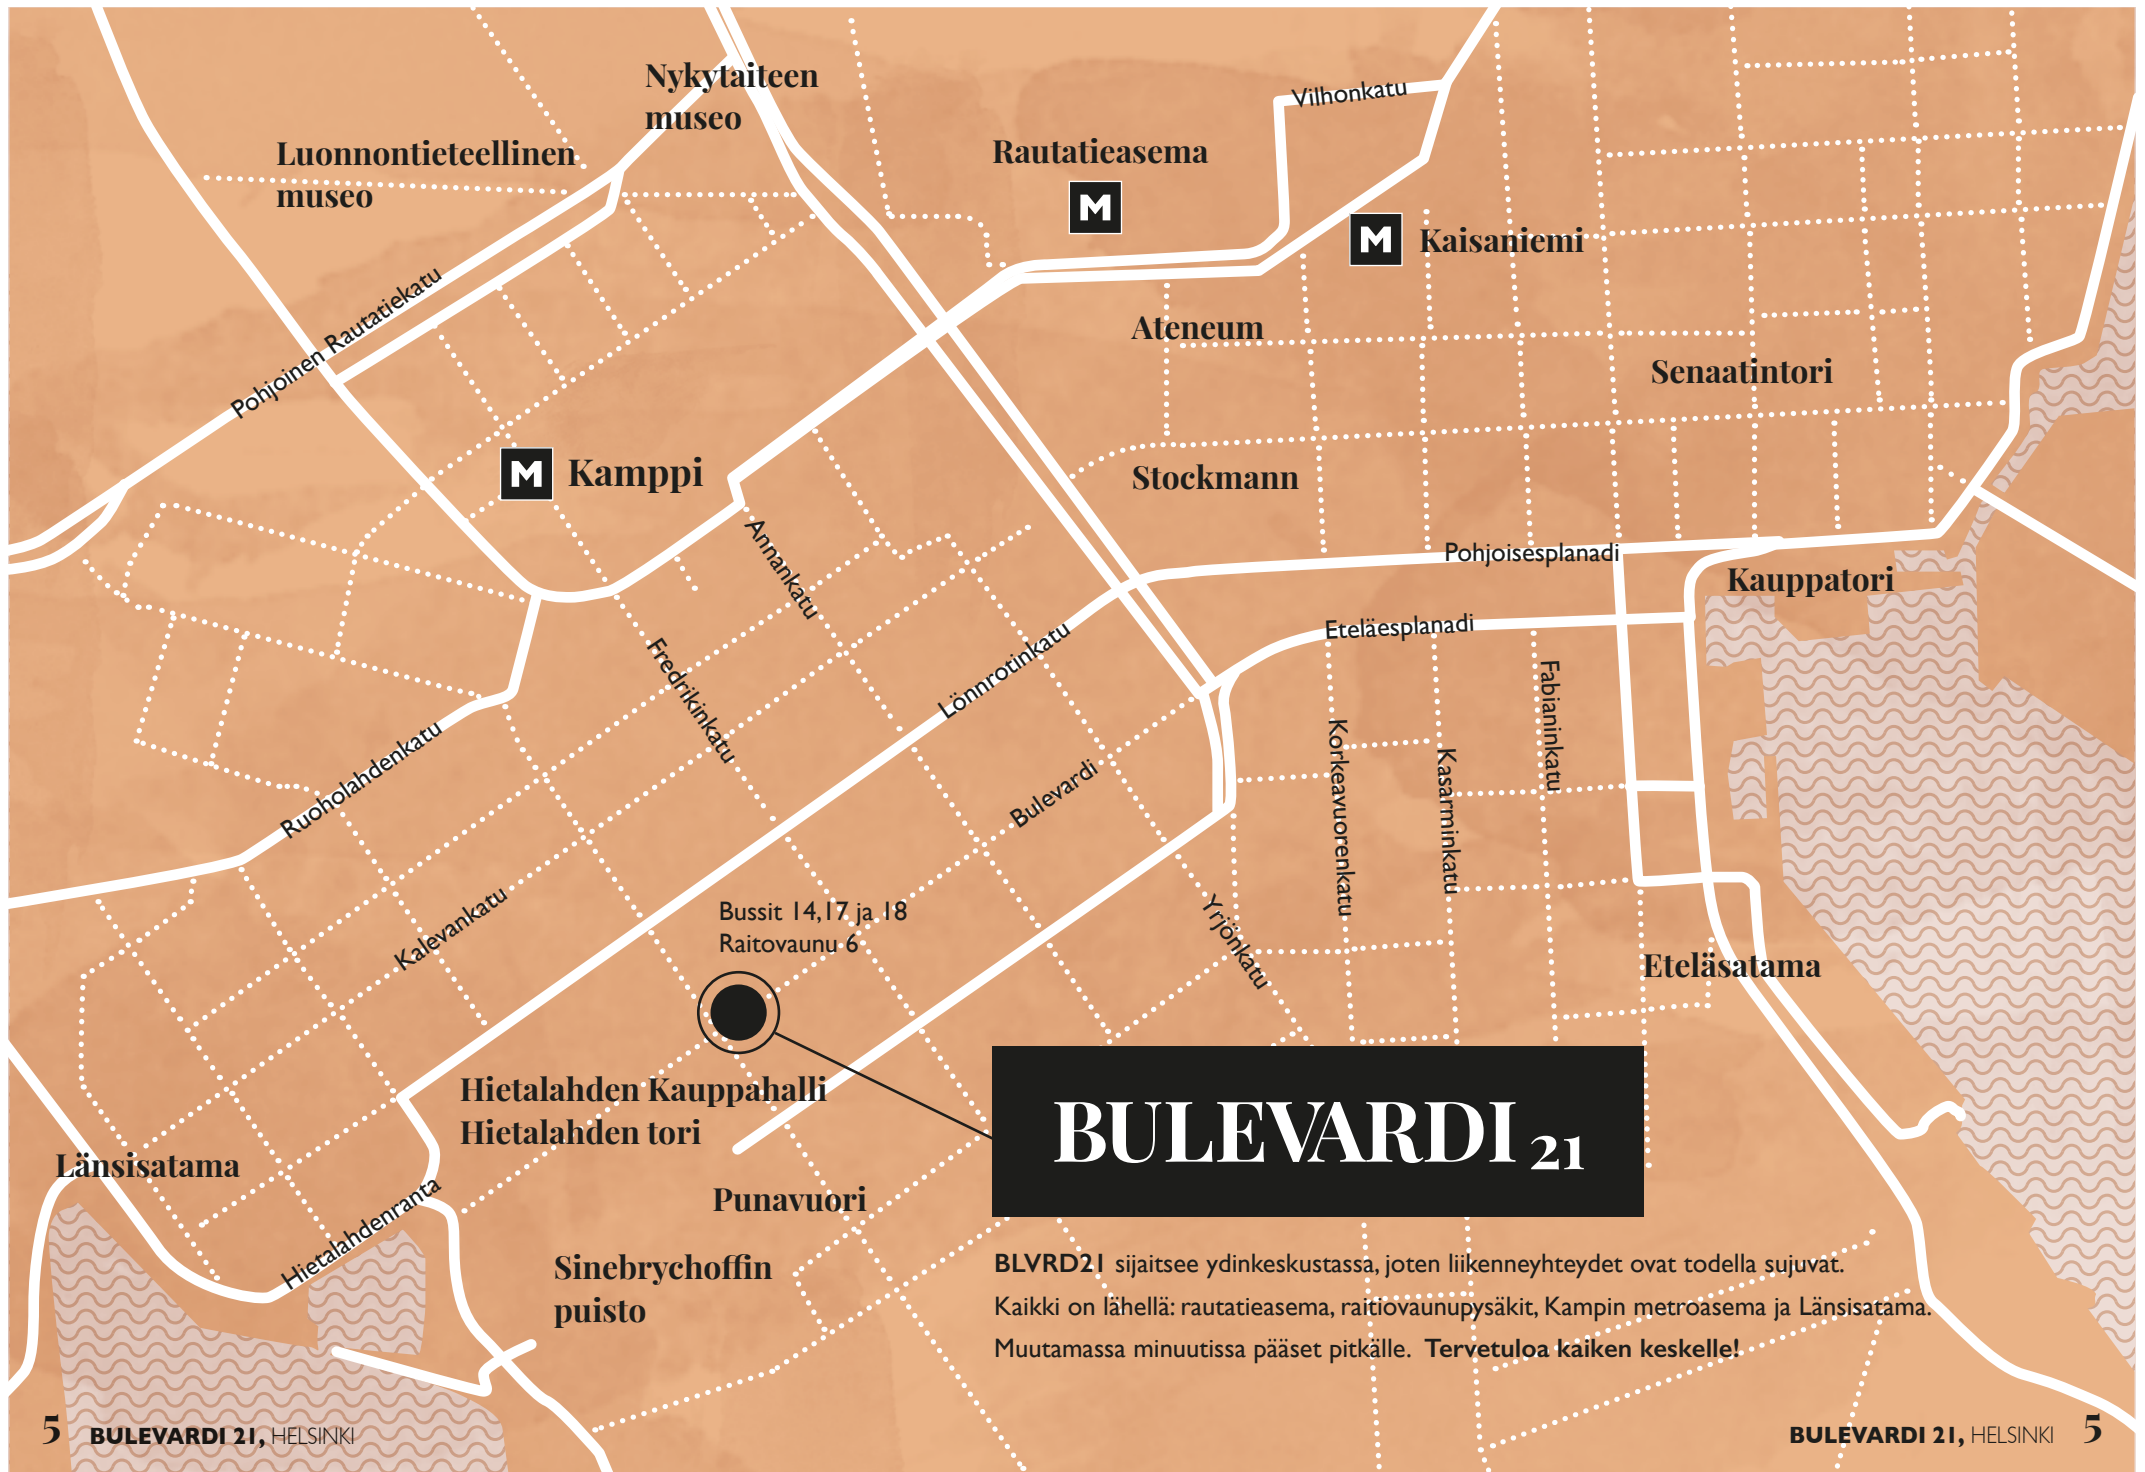 Nykytaiteen
museo
Vilhonkatu
Luonnontieteellinen
museo
Rautatieasema
M
M
Kaisaniemi
Pohjoinen Rautatiekatu
Ateneum
Senaatintori
M
Kamppi
Stockmann
Annankatu
Pohjoisesplanadi
Kauppatori
Fredrikinkatu
Lönnrotinkatu
Eteläesplanadi
Fabianinkatu
Ruoholahdenkatu
Bulevardi
Korkeavuorenkatu
Kasarminkatu
Kalevankatu
Bussit 14,17 ja 18
Raitovaunu 6
Yrjönkatu
Eteläsatama
Hietalahden Kauppahalli
Hietalahden tori
BULEVARDI 21
Länsisatama
Hietalahdenranta
Punavuori
Sinebrychoffin
puisto
BLVRD21 sijaitsee ydinkeskustassa, joten liikenneyhteydet ovat todella sujuvat.
Kaikki on lähellä: rautatieasema, raitiovaunupysäkit, Kampin metroasema ja Länsisatama.
Muutamassa minuutissa pääset pitkälle. Tervetuloa kaiken keskelle!
5 BULEVARDI 21, HELSINKI
BULEVARDI 21, HELSINKI 5